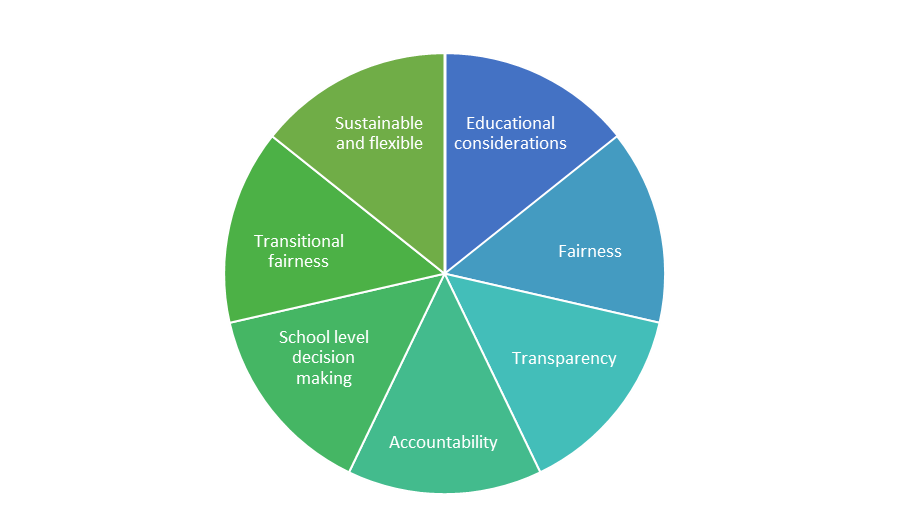 Educational
considerations
Fairness
Transparency
Accountability
School level
decision
making
Transitional
fairness
Sustainable
and flexible